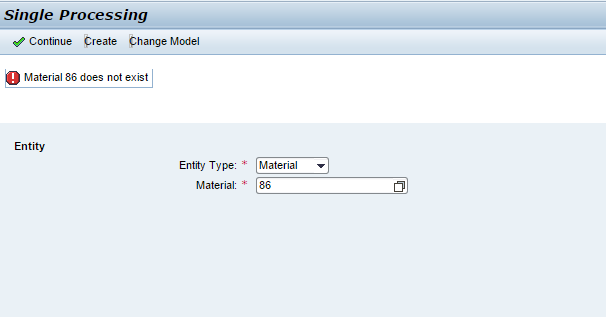 Single Processing
Continue Create Change Model
Material 86 does not exist
Entity
Entity Type: * Material
Material: * 86